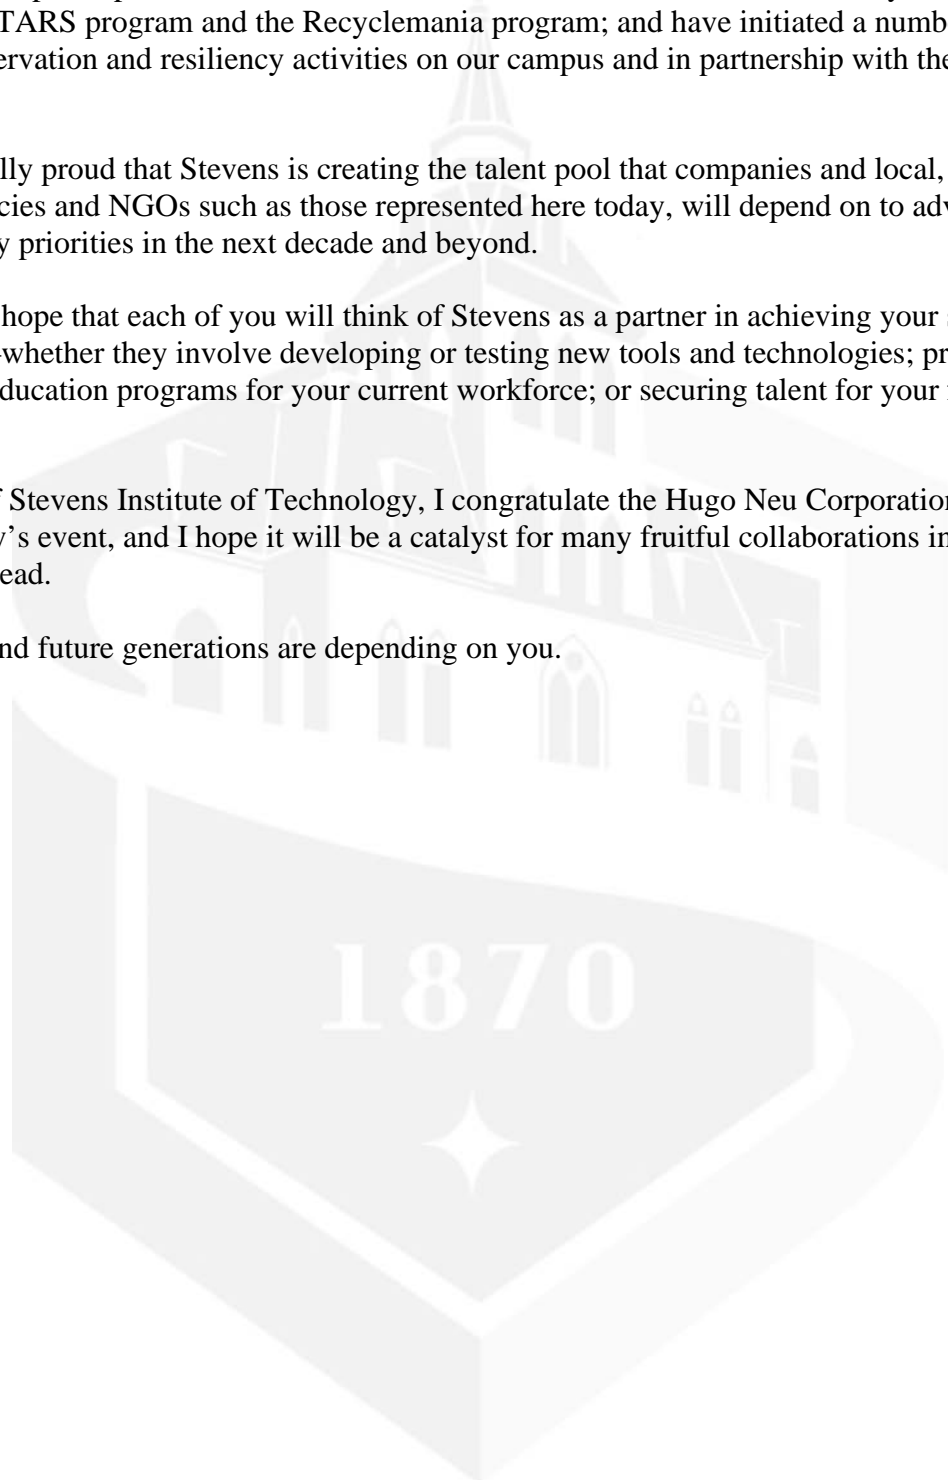 TARS program and the Recyclemania program; and have initiated a numb
ervation and resiliency activities on our campus and in partnership with the
lly proud that Stevens is creating the talent pool that companies and local,
cies and NGOs such as those represented here today, will depend on to adv
y priorities in the next decade and beyond.
hope that each of you will think of Stevens as a partner in achieving your
whether they involve developing or testing new tools and technologies; pr
ducation programs for your current workforce; or securing talent for your
f Stevens Institute of Technology, I congratulate the Hugo Neu Corporation
y’s event, and I hope it will be a catalyst for many fruitful collaborations in
ead.
nd future generations are depending on you.
1870